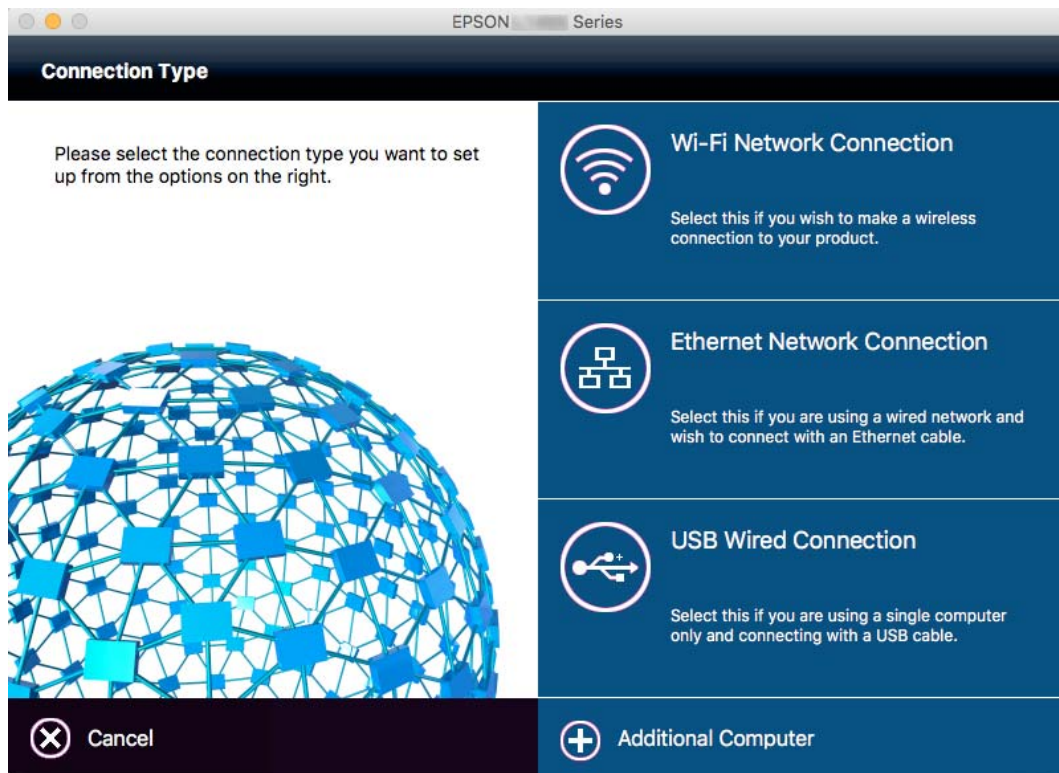 EPSON Series
Connection Type
Please select the connection type you want to set
up from the options on the right.
Wi-Fi Network Connection
Select this if you wish to make a wireless
connection to your product.
Ethernet Network Connection
Select this if you are using a wired network and
wish to connect with an Ethernet cable.
USB Wired Connection
Select this if you are using a single computer
only and connecting with a USB cable.
Cancel
Additional Computer